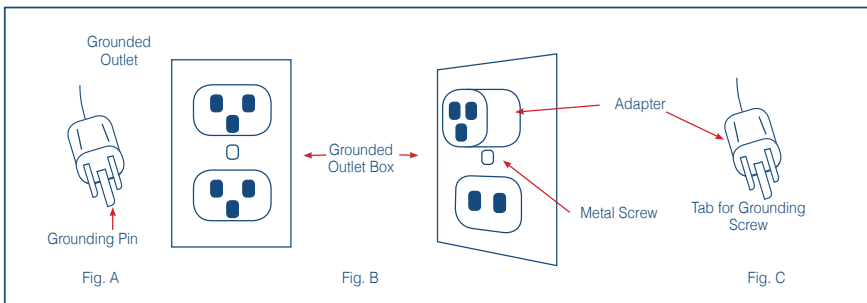 Grounded
Outlet
Grounding Pin
Fig. A
Grounded
Outlet Box
Fig. B
Adapter
Metal Screw
Tab for Grounding
Screw
Fig. C